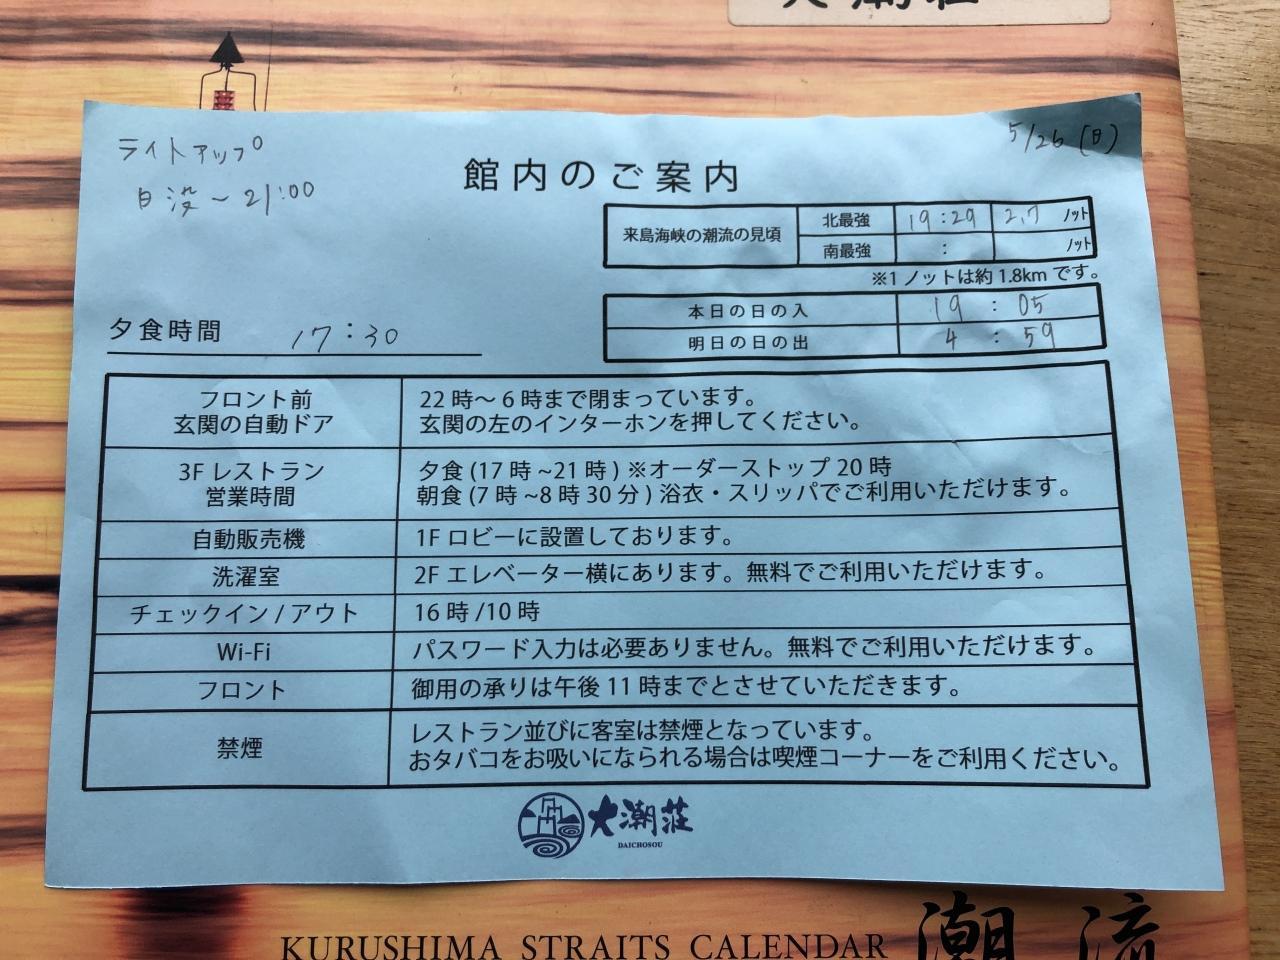 大潮荘
ライトアップ
日没〜21:00
5/26(日)
館内のご案内
来島海峡の潮流の見頃 北最強 19:29 2.7 ノット
南最強 : ノット
※1ノットは約1.8kmです。
本日の日の入 19:05
明日の日の出 4:59
夕食時間 17:30
フロント前
玄関の自動ドア
22時〜6時まで閉まっています。
玄関の左のインターホンを押してください。
3Fレストラン
営業時間
夕食(17時~21時)※オーダーストップ20時
朝食(7時~8時30分)浴衣・スリッパでご利用いただけます。
自動販売機 1Fロビーに設置しております。
洗濯室 2Fエレベーター横にあります。無料でご利用いただけます。
チェックイン/アウト 16時/10時
Wi-Fi パスワード入力は必要ありません。無料でご利用いただけます。
フロント 御用の承りは午後11時までとさせていただきます。
禁煙
レストラン並びに客室は禁煙となっています。
おタバコをお吸いになられる場合は喫煙コーナーをご利用ください。
大潮荘
DAICHOSOU
KURUSHIMA STRAITS CALENDAR 潮流